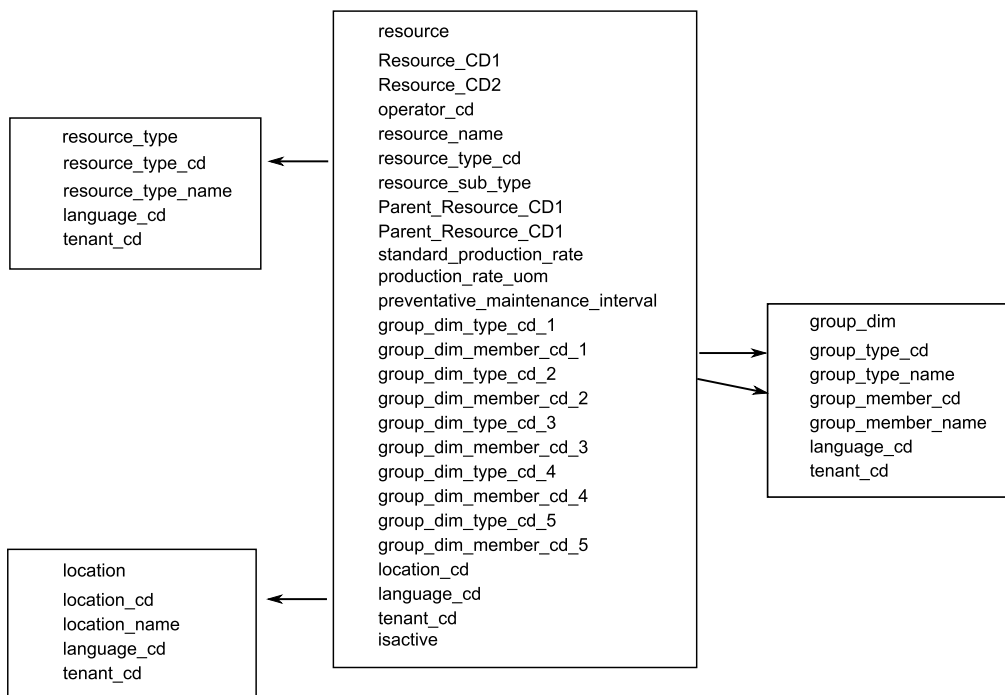 resource
Resource_CD1
Resource_CD2
operator_cd
resource_name
resource_type_cd
resource_sub_type
Parent_Resource_CD1
Parent_Resource_CD1
standard_production_rate
production_rate_uom
preventative_maintenance_interval
group_dim_type_cd_1
group_dim_member_cd_1
group_dim_type_cd_2
group_dim_member_cd_2
group_dim_type_cd_3
group_dim_member_cd_3
group_dim_type_cd_4
group_dim_member_cd_4
group_dim_type_cd_5
group_dim_member_cd_5
location_cd
language_cd
tenant_cd
isactive
resource_type
resource_type_cd
resource_type_name
language_cd
tenant_cd
group_dim
group_type_cd
group_type_name
group_member_cd
group_member_name
language_cd
tenant_cd
location
location_cd
location_name
language_cd
tenant_cd